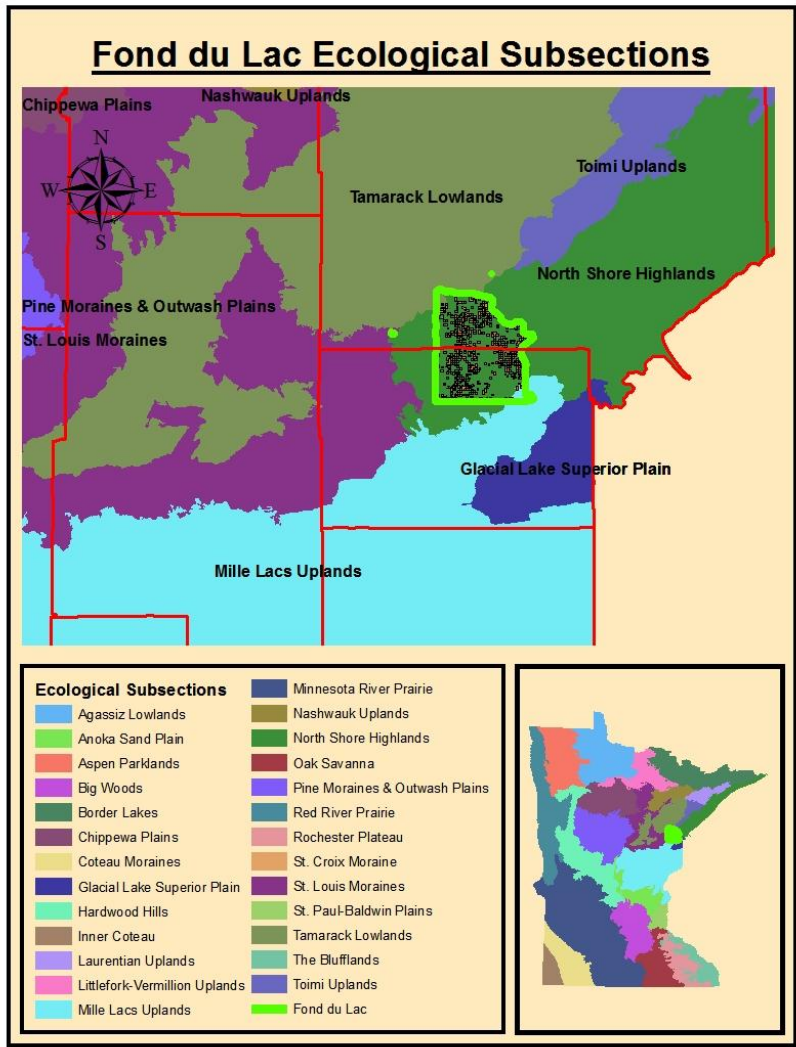 Fond du Lac Ecological Subsections
Chippewa Plains
Nashwauk Uplands
N
W E
S
Toimi Uplands
Tamarack Lowlands
North Shore Highlands
Pine Moraines & Outwash Plains
St. Louis Moraines
Glacial Lake Superior Plain
Mille Lacs Uplands
Ecological Subsections
Agassiz Lowlands
Anoka Sand Plain
Aspen Parklands
Big Woods
Border Lakes
Chippewa Plains
Coteau Moraines
Glacial Lake Superior Plain
Hardwood Hills
Inner Coteau
Laurentian Uplands
Littlefork-Vermillion Uplands
Mille Lacs Uplands
Minnesota River Prairie
Nashwauk Uplands
North Shore Highlands
Oak Savanna
Pine Moraines & Outwash Plains
Red River Prairie
Rochester Plateau
St. Croix Moraine
St. Louis Moraines
St. Paul-Baldwin Plains
Tamarack Lowlands
The Blufflands
Toimi Uplands
Fond du Lac